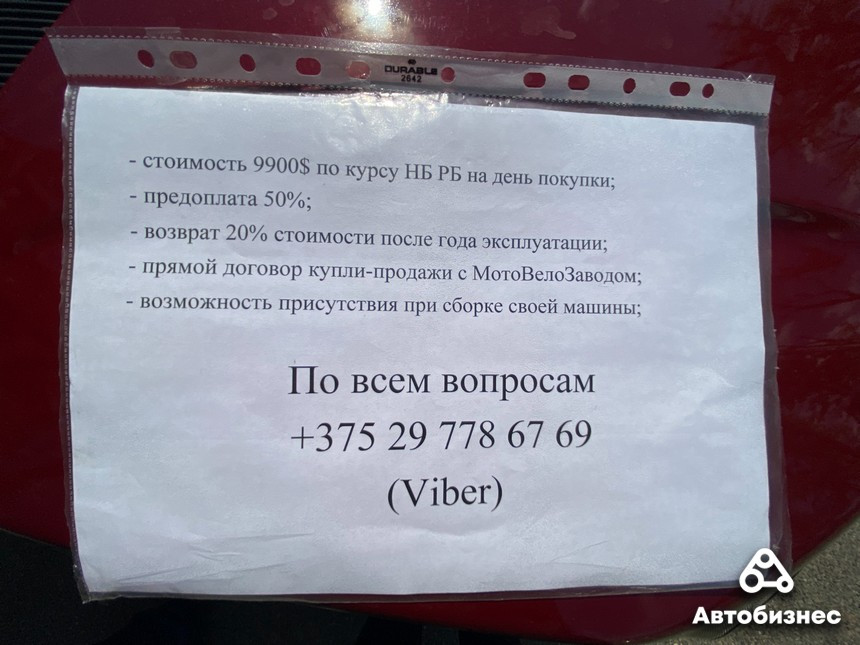 DURABLE
2642
- стоимость 9900$ по курсу НБ РБ на день покупки;
- предоплата 50%;
- возврат 20% стоимости после года эксплуатации;
- прямой договор купли-продажи с МотоВелоЗаводом;
- возможность присутствия при сборке своей машины;
По всем вопросам
+375 29 778 67 69
(Viber)
Автобизнес